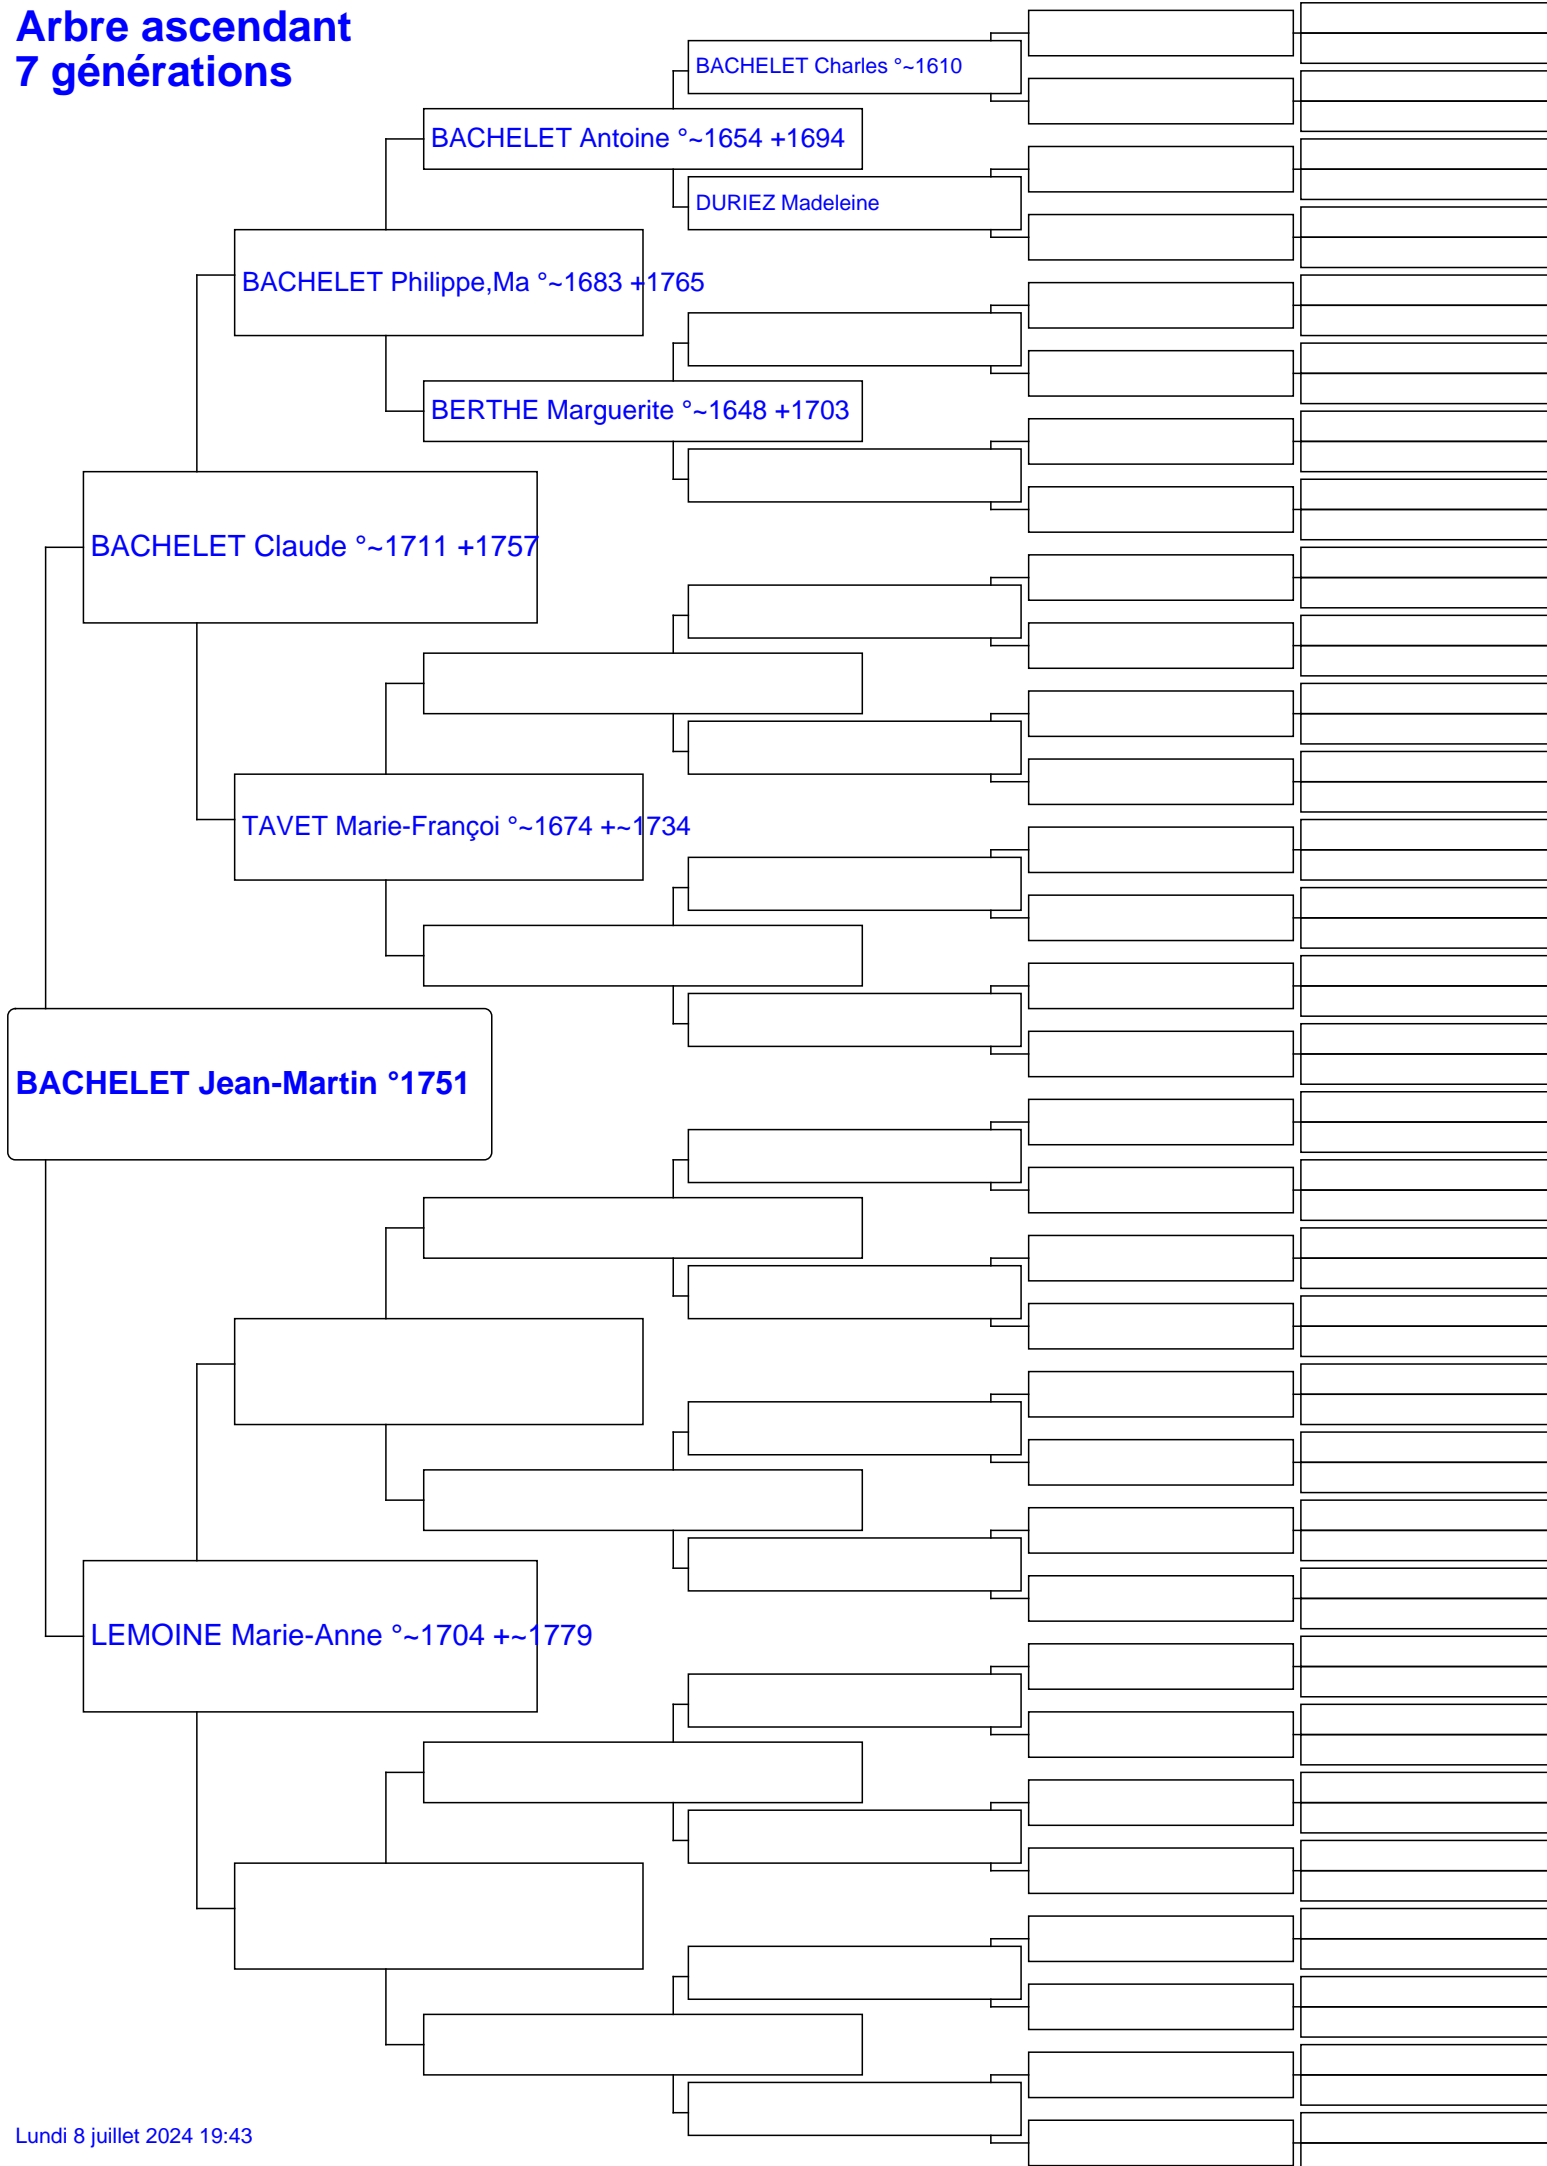 Arbre ascendant
7 générations
BACHELET Charles °~1610
BACHELET Antoine °~1654 +1694
DURIEZ Madeleine
BACHELET Philippe,Ma °~1683 +1765
BERTHE Marguerite °~1648 +1703
BACHELET Claude °~1711 +1757
TAVET Marie-Françoi °~1674 +~1734
BACHELET Jean-Martin °1751
LEMOINE Marie-Anne °~1704 +~1779
Lundi 8 juillet 2024 19:43